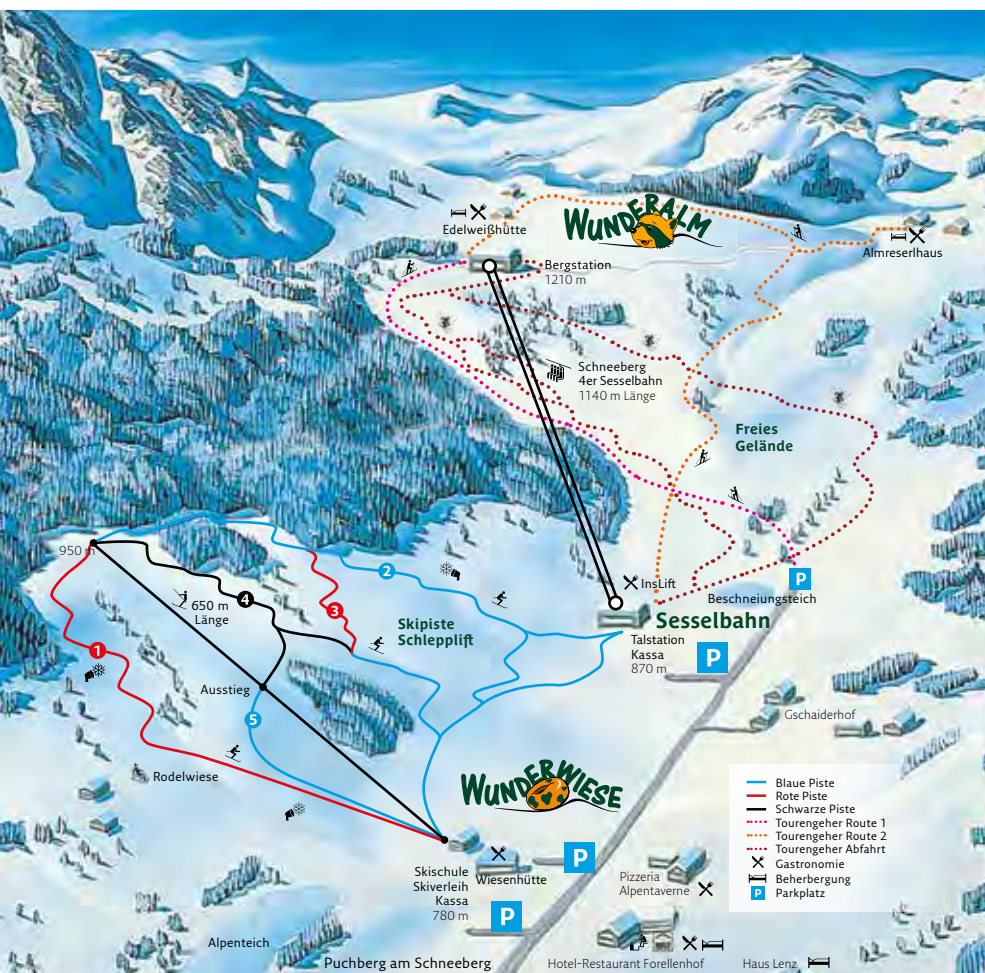 WUNDERALM
Edelweißhütte
Almreserlhaus
Bergstation
1210 m
Schneeberg
4er Sesselbahn
1140 m Länge
Freies
Gelände
950 m
2
4
650 m
Länge
3
1
Skipiste
Schlepplift
InsLift
P
Beschneiungsteich
Sesselbahn
Talstation
Kassa
870 m
P
Ausstieg
5
Gschaiderhof
Rodelwiese
WUNDERWIESE
Blaue Piste
Rote Piste
Schwarze Piste
Tourengeher Route 1
Tourengeher Route 2
Tourengeher Abfahrt
Gastronomie
Beherbergung
P Parkplatz
Skischule
Skiverleih
Kassa
780 m
Wiesenhütte
P
Pizzeria
Alpentaverne
P
Alpenteich
Puchberg am Schneeberg
Hotel-Restaurant Forellenhof
Haus Lenz